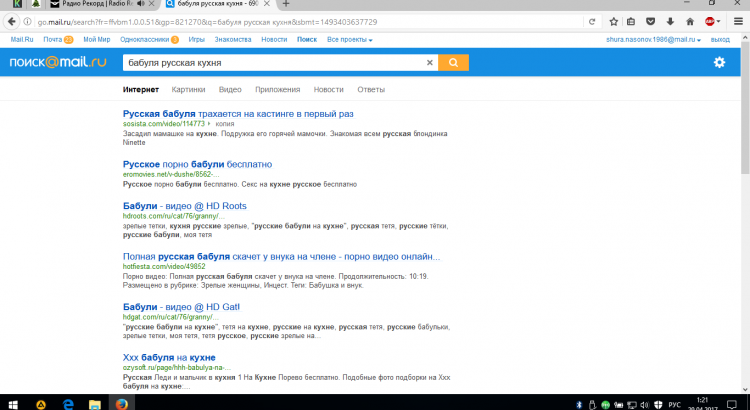 Радио Рекорд | Radio Re
бабуля русская кухня - 690
go.mail.ru/search?fr=ffvbm1.0.0.51&gp=821270&q=бабуля русская кухня&sbmt=1493403637729
Поиск
Mail.Ru Почта 23 Мой Мир Одноклассники 3 Игры Знакомства Новости Поиск Все проекты shura.nasonov.1986@mail.ru выход
поиск@mail.ru бабуля русская кухня
Интернет Картинки Видео Приложения Новости Ответы
Русская бабуля трахается на кастинге в первый раз
sosista.com/video/114773 копия
Засадил мамашке на кухне. Подружка его горячей мамочки. Знакомая всем русская блондинка
Ninette
Русское порно бабули бесплатно
eromovies.net/v-dushe/8562-...
Русское порно бабули бесплатно. Секс на кухне русское бесплатно
Бабули - видео @ HD Roots
hdroots.com/ru/cat/76/granny/...
зрелые тетки, кухня русские зрелые, "русские бабули на кухне", русская тетя, русские тётки,
русские бабули, моя тетя
Полная русская бабуля скачет у внука на члене - порно видео онлайн...
hotfiesta.com/video/49852
Порно видео: Полная русская бабуля скачет у внука на члене. Продолжительность: 10:19.
Размещено в рубрике: Зрелые женщины, Инцест. Теги: Бабушка и внук.
Бабули - видео @ HD Gat!
hdgat.com/ru/cat/76/granny/...
"русские бабули на кухне", тетя на кухне, русские на кухне, русская тетя, русские бабульки,
зрелые тетки, моя тетя, тетя русское, русские зрелые на...
Xxx бабуля на кухне
ozysoft.ru/page/hhh-babulya-na-...
Русская Леди и мальчик в кухня 1 На Кухне Порево бесплатно. Подобные фото подборки на Xxx
бабуля на кухне:...
РУС
1:21
29.04.2017